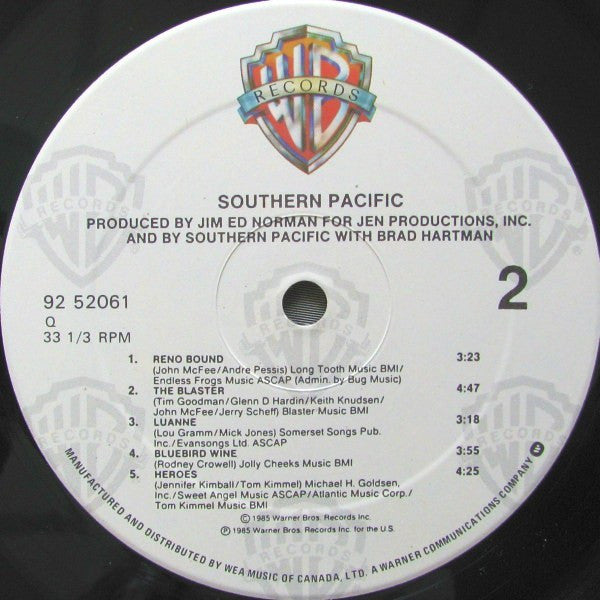 WB
RECORDS
SOUTHERN PACIFIC
PRODUCED BY JIM ED NORMAN FOR JEN PRODUCTIONS, INC.
AND BY SOUTHERN PACIFIC WITH BRAD HARTMAN
92 52061
2
Q
33 1/3 RPM
1. RENO BOUND 3:23
(John McFee/Andre Pessis) Long Tooth Music BMI/
Endless Frogs Music ASCAP (Admin. by Bug Music)
2. THE BLASTER 4:47
(Tim Goodman/Glenn D Hardin/Keith Knudsen/
John McFee/Jerry Scheff) Blaster Music BMI
3. LUANNE 3:18
(Lou Gramm/Mick Jones) Somerset Songs Pub.
Inc./Evansongs Ltd. ASCAP
4. BLUEBIRD WINE 3:55
(Rodney Crowell) Jolly Cheeks Music BMI
5. HEROES 4:25
(Jennifer Kimball/Tom Kimmel) Michael H. Goldsen,
Inc./Sweet Angel Music ASCAP/Atlantic Music Corp./
Tom Kimmel Music BMI
© 1985 Warner Bros. Records Inc.
℗ 1985 Warner Bros. Records Inc. for the U.S.
MANUFACTURED AND DISTRIBUTED BY WEA MUSIC OF CANADA, LTD. A WARNER COMMUNICATIONS COMPANY